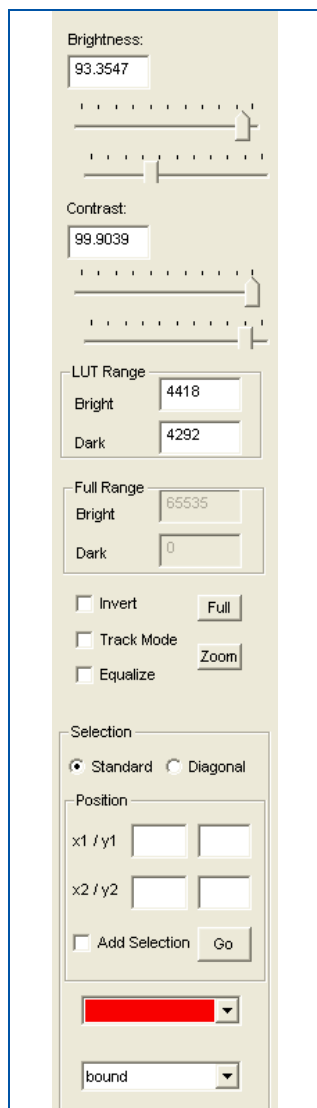 Brightness:
93.3547
Contrast:
99.9039
LUT Range
Bright 4418
Dark 4292
Full Range
Bright 65535
Dark 0
Invert Full
Track Mode
Zoom
Equalize
Selection
Standard Diagonal
Position
x1 / y1
x2 / y2
Add Selection Go
bound